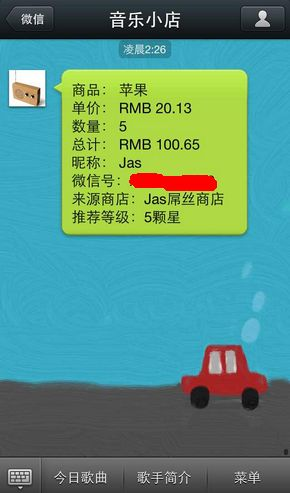 微信
音乐小店
凌晨2:26
商品： 苹果
单价： RMB 20.13
数量： 5
总计： RMB 100.65
昵称： Jas
微信号：
来源商店： Jas屌丝商店
推荐等级： 5颗星
今日歌曲
歌手简介
菜单